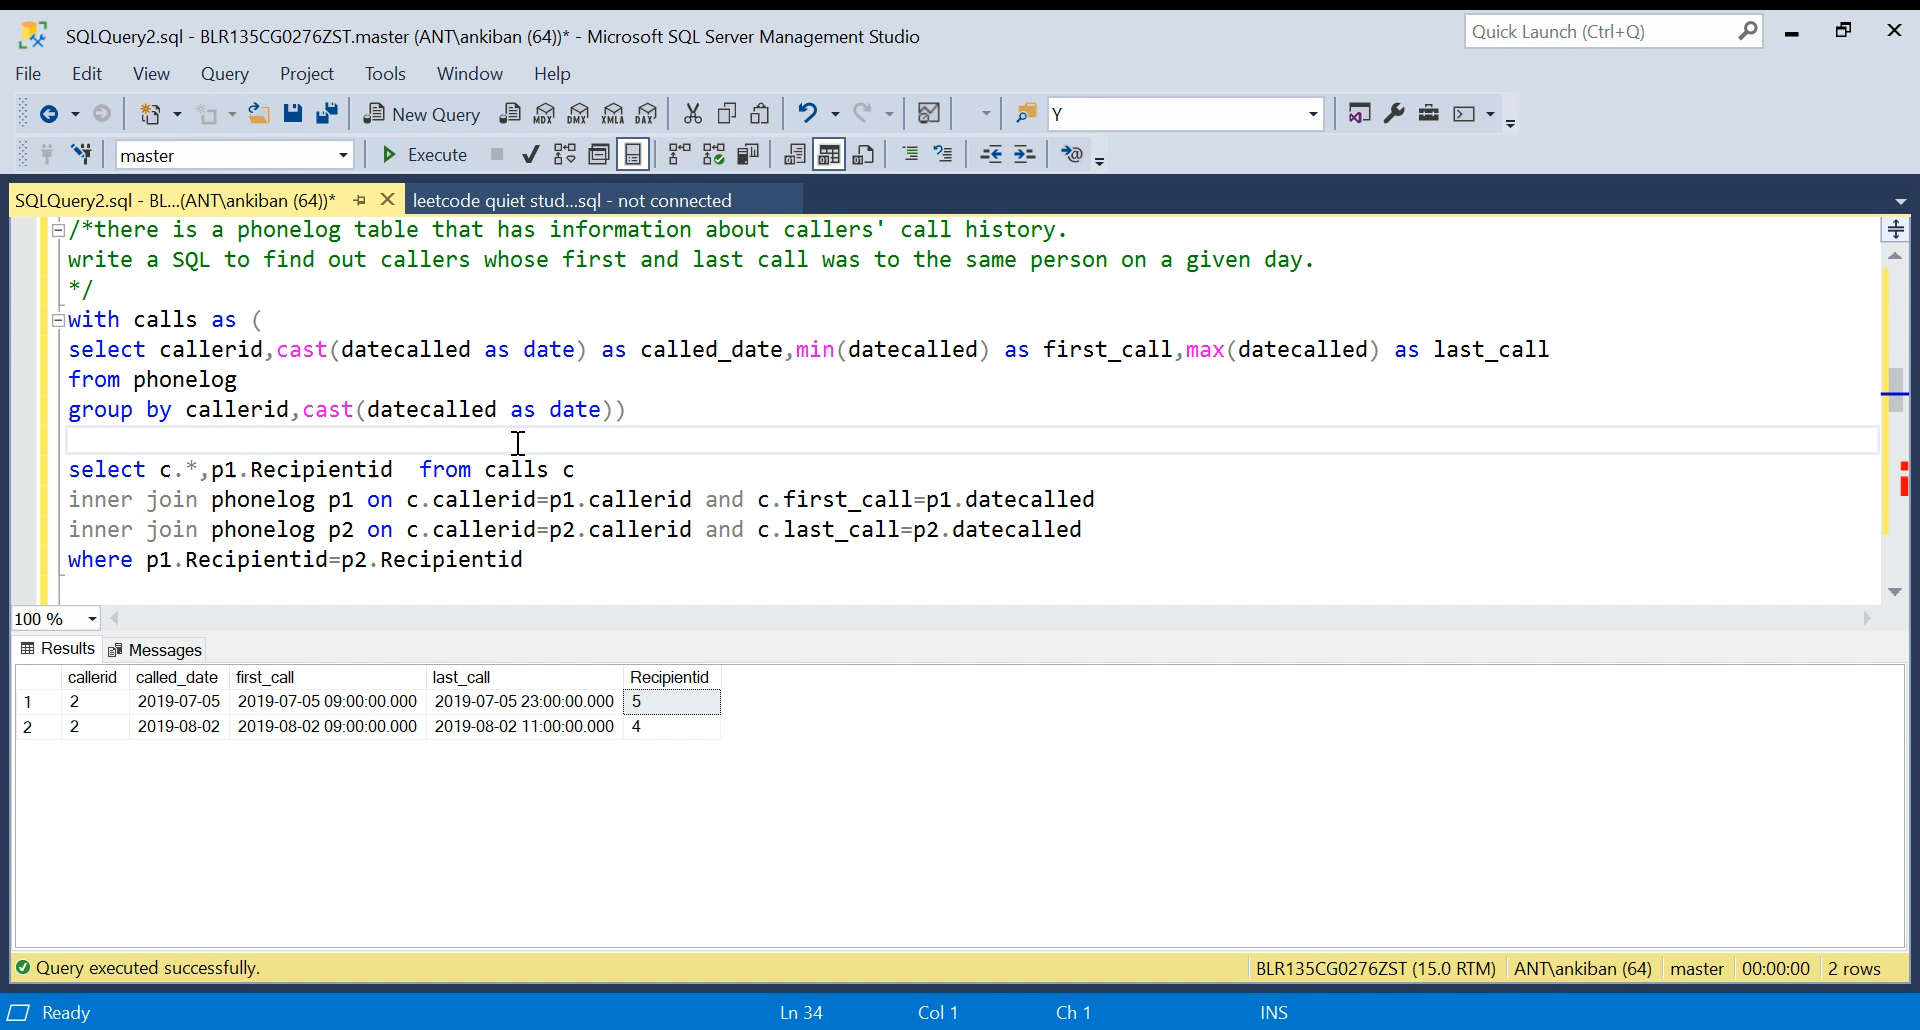 SQLQuery2.sql - BLR135CG0276ZST.master (ANT\ankiban (64))* - Microsoft SQL Server Management Studio
Quick Launch (Ctrl+Q)
File Edit View Query Project Tools Window Help
New Query MDX DMX XMLA DAX Y
master Execute
SQLQuery2.sql - BL...(ANT\ankiban (64))* leetcode quiet stud...sql - not connected
/*there is a phonelog table that has information about callers' call history.
write a SQL to find out callers whose first and last call was to the same person on a given day.
*/
with calls as (
select callerid,cast(datecalled as date) as called_date,min(datecalled) as first_call,max(datecalled) as last_call
from phonelog
group by callerid,cast(datecalled as date))
select c.*,p1.Recipientid  from calls c
inner join phonelog p1 on c.callerid=p1.callerid and c.first_call=p1.datecalled
inner join phonelog p2 on c.callerid=p2.callerid and c.last_call=p2.datecalled
where p1.Recipientid=p2.Recipientid
100 %
Results Messages
callerid called_date first_call last_call Recipientid
1 2 2019-07-05 2019-07-05 09:00:00.000 2019-07-05 23:00:00.000 5
2 2 2019-08-02 2019-08-02 09:00:00.000 2019-08-02 11:00:00.000 4
Query executed successfully. BLR135CG0276ZST (15.0 RTM) ANT\ankiban (64) master 00:00:00 2 rows
Ready Ln 34 Col 1 Ch 1 INS